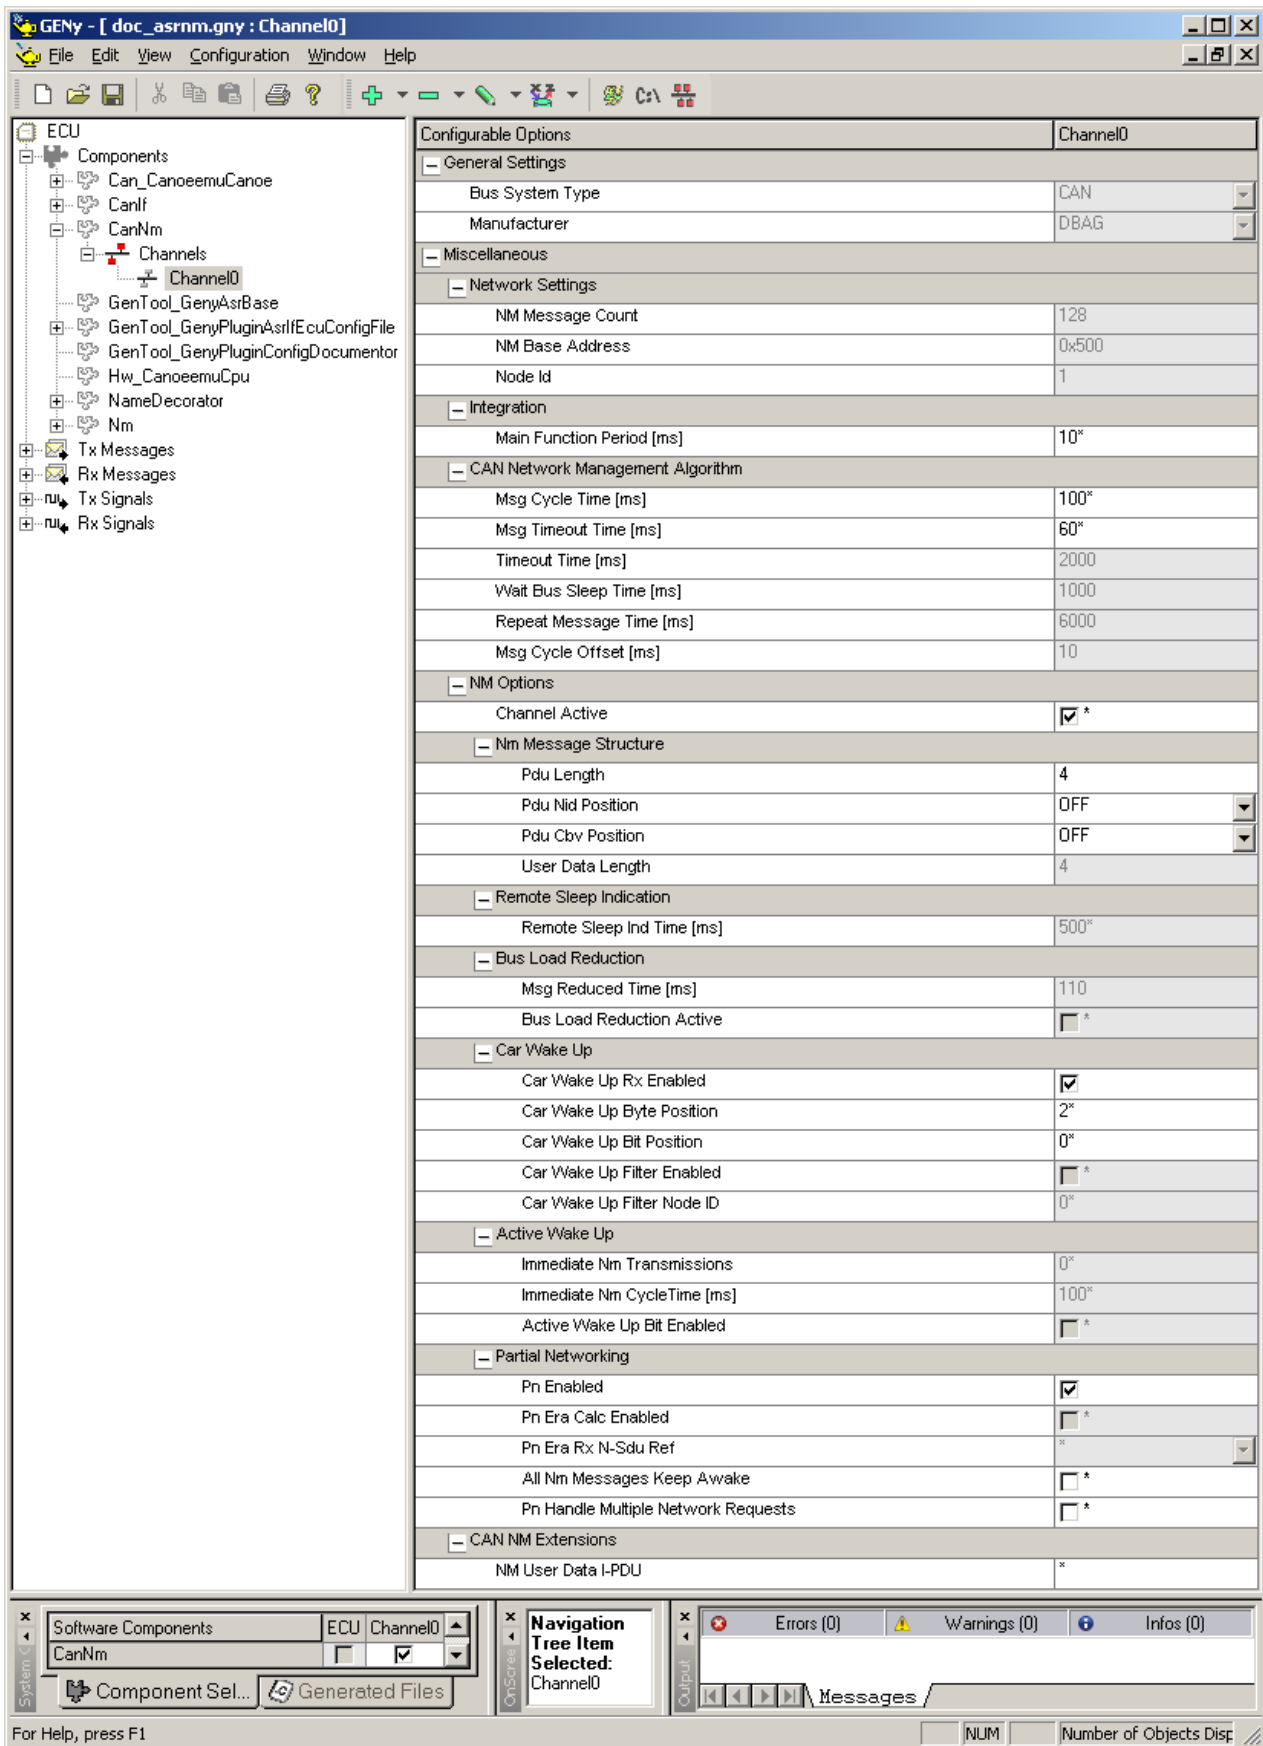 GENy - [ doc_asrnm.gny : Channel0]
File Edit View Configuration Window Help
C:\
ECU
Components
Can_CanoeemuCanoe
CanIf
CanNm
Channels
Channel0
GenTool_GenyAsrBase
GenTool_GenyPluginAsrIfEcuConfigFile
GenTool_GenyPluginConfigDocumentor
Hw_CanoeemuCpu
NameDecorator
Nm
Tx Messages
Rx Messages
Tx Signals
Rx Signals
Configurable Options Channel0
General Settings
Bus System Type CAN
Manufacturer DBAG
Miscellaneous
Network Settings
NM Message Count 128
NM Base Address 0x500
Node Id 1
Integration
Main Function Period [ms] 10*
CAN Network Management Algorithm
Msg Cycle Time [ms] 100*
Msg Timeout Time [ms] 60*
Timeout Time [ms] 2000
Wait Bus Sleep Time [ms] 1000
Repeat Message Time [ms] 6000
Msg Cycle Offset [ms] 10
NM Options
Channel Active *
Nm Message Structure
Pdu Length 4
Pdu Nid Position OFF
Pdu Cbv Position OFF
User Data Length 4
Remote Sleep Indication
Remote Sleep Ind Time [ms] 500*
Bus Load Reduction
Msg Reduced Time [ms] 110
Bus Load Reduction Active *
Car Wake Up
Car Wake Up Rx Enabled
Car Wake Up Byte Position 2*
Car Wake Up Bit Position 0*
Car Wake Up Filter Enabled *
Car Wake Up Filter Node ID 0*
Active Wake Up
Immediate Nm Transmissions 0*
Immediate Nm CycleTime [ms] 100*
Active Wake Up Bit Enabled *
Partial Networking
Pn Enabled
Pn Era Calc Enabled *
Pn Era Rx N-Sdu Ref *
All Nm Messages Keep Awake *
Pn Handle Multiple Network Requests *
CAN NM Extensions
NM User Data I-PDU *
System C
Software Components ECU Channel0
CanNm
Component Sel... Generated Files
OnScree
Navigation
Tree Item
Selected:
Channel0
Output
Errors (0) Warnings (0) Infos (0)
Messages
For Help, press F1 NUM Number of Objects Disp